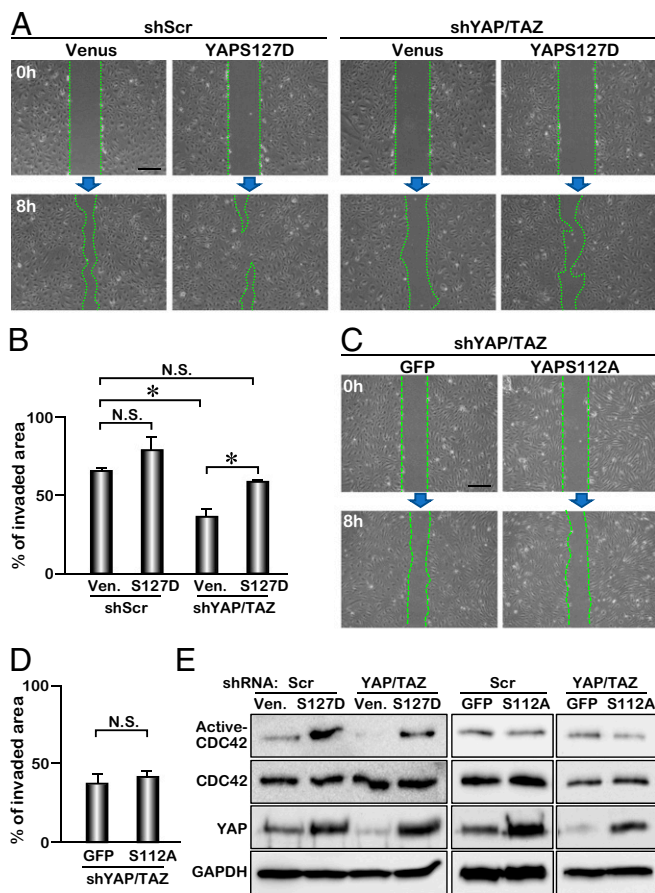 A
shScr
shYAP/TAZ
Venus
YAPS127D
Venus
YAPS127D
0h
8h
B
% of invaded area
100
50
0
N.S.
*
N.S.
*
Ven. S127D Ven. S127D
shScr shYAP/TAZ
C
shYAP/TAZ
GFP
YAPS112A
0h
8h
D
% of invaded area
100
50
0
N.S.
GFP S112A
shYAP/TAZ
E
shRNA: Scr YAP/TAZ Scr YAP/TAZ
Ven. S127D Ven. S127D GFP S112A GFP S112A
Active-
CDC42
CDC42
YAP
GAPDH